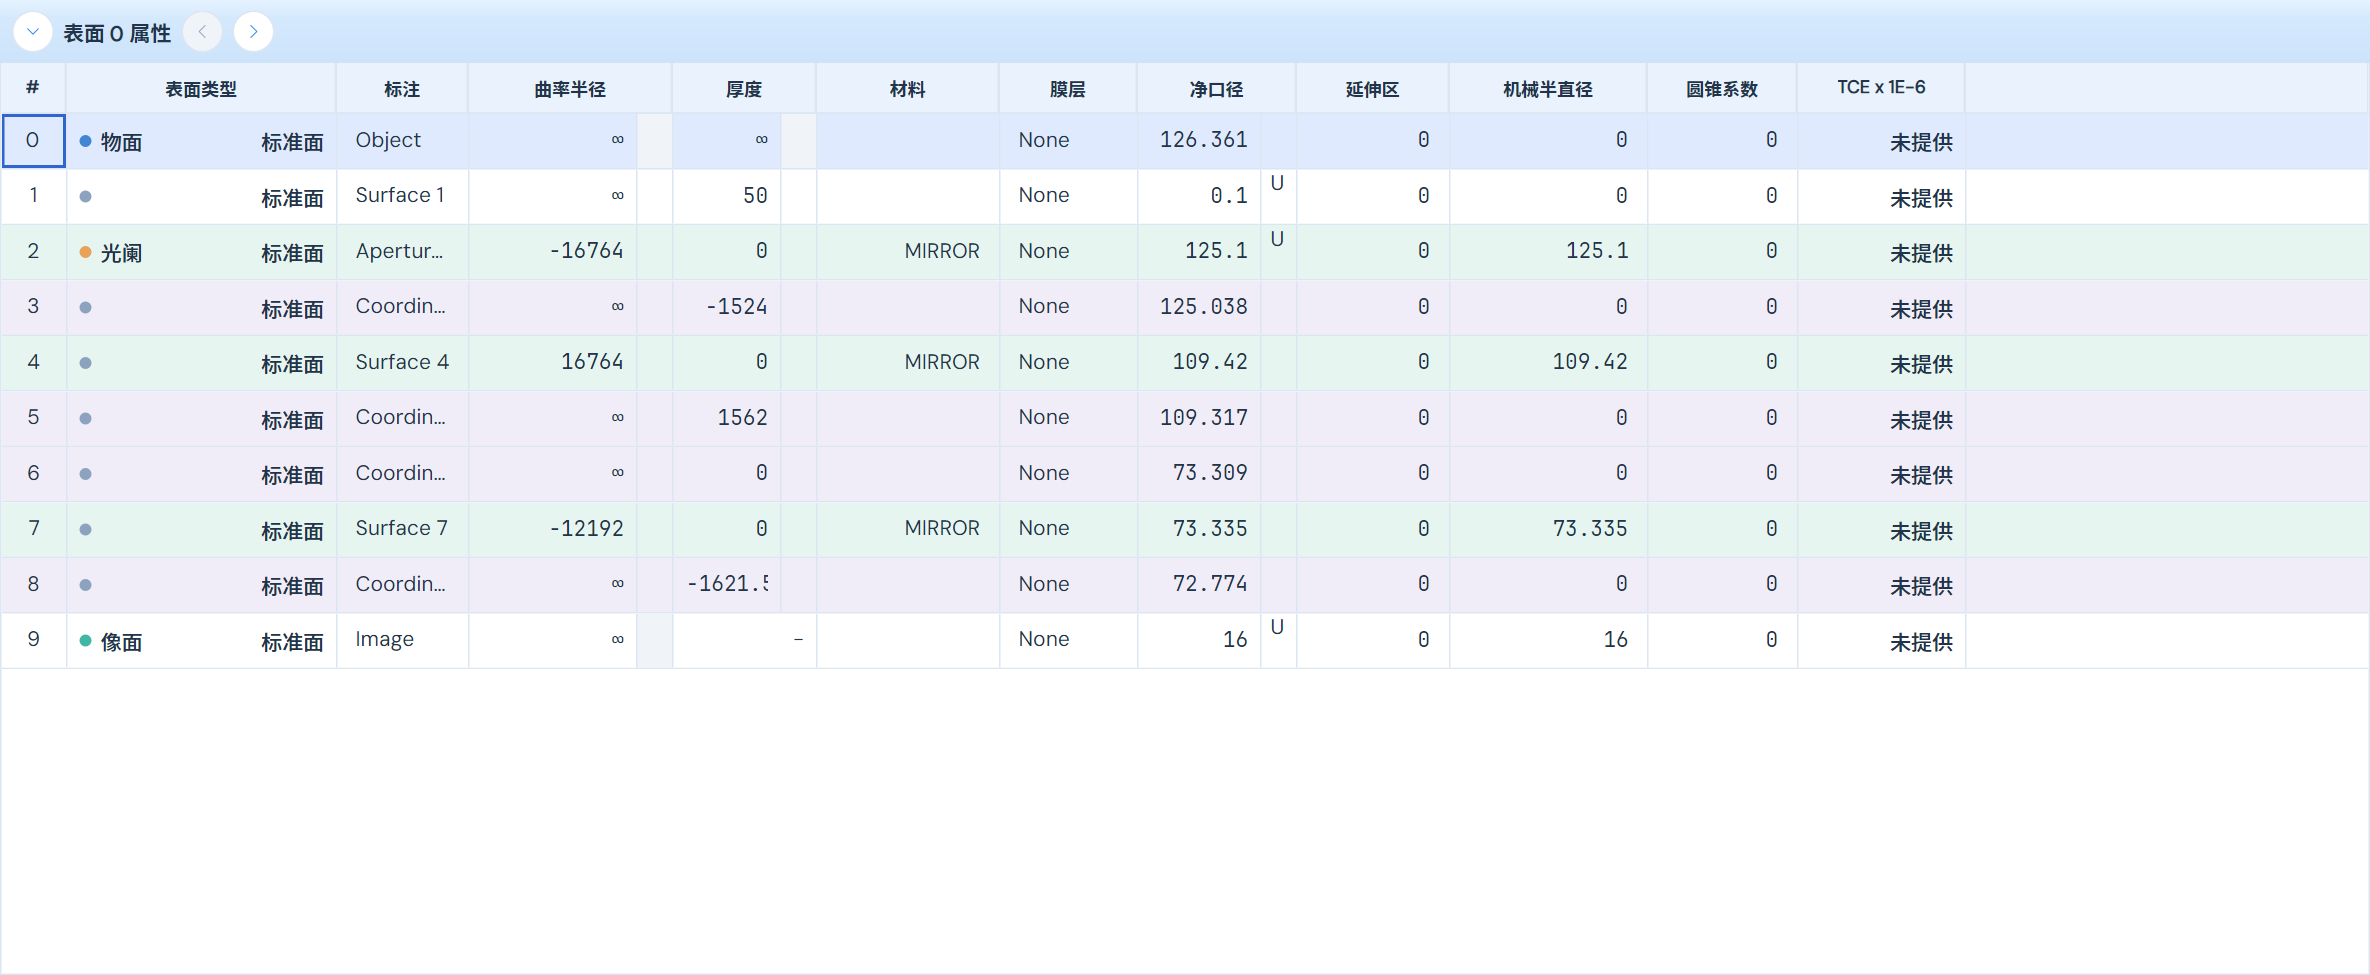 表面 0 属性
# 表面类型 标注 曲率半径 厚度 材料 膜层 净口径 延伸区 机械半直径 圆锥系数 TCE x 1E-6
0 物面 标准面 Object ∞ ∞ None 126.361 0 0 0 未提供
1 标准面 Surface 1 ∞ 50 None 0.1 U 0 0 0 未提供
2 光阑 标准面 Apertur... -16764 0 MIRROR None 125.1 U 0 125.1 0 未提供
3 标准面 Coordin... ∞ -1524 None 125.038 0 0 0 未提供
4 标准面 Surface 4 16764 0 MIRROR None 109.42 0 109.42 0 未提供
5 标准面 Coordin... ∞ 1562 None 109.317 0 0 0 未提供
6 标准面 Coordin... ∞ 0 None 73.309 0 0 0 未提供
7 标准面 Surface 7 -12192 0 MIRROR None 73.335 0 73.335 0 未提供
8 标准面 Coordin... ∞ -1621.5 None 72.774 0 0 0 未提供
9 像面 标准面 Image ∞ - None 16 U 0 16 0 未提供